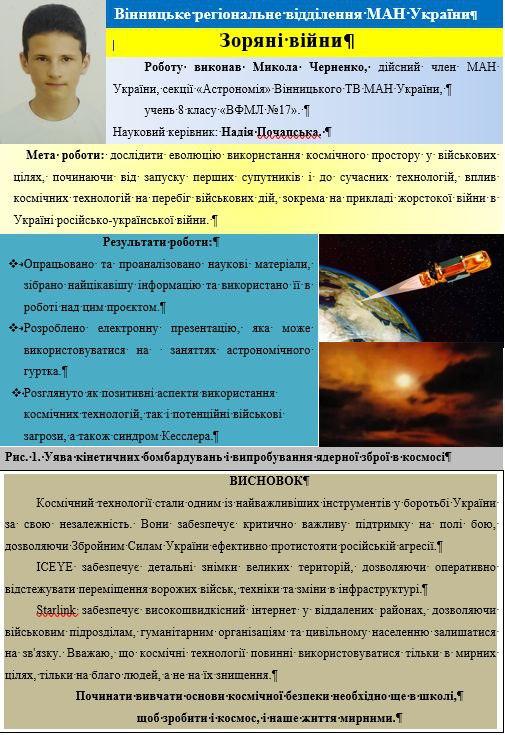 Вінницьке регіональне відділення МАН України
Зоряні війни
Роботу виконав Микола Черненко, дійсний член МАН
України, секції «Астрономія» Вінницького ТВ МАН України,
учень 8 класу «ВФМЛ №17».
Науковий керівник: Надія Почапська.
Мета роботи: дослідити еволюцію використання космічного простору у військових
цілях, починаючи від запуску перших супутників і до сучасних технологій, вплив
космічних технологій на перебіг військових дій, зокрема на прикладі жорстокої війни в
Україні російсько-української війни.
Результати роботи:
❖Опрацьовано та проаналізовано наукові матеріали,
зібрано найцікавішу інформацію та використано її в
роботі над цим проєктом.
❖Розроблено електронну презентацію, яка може
використовуватися на заняттях астрономічного
гуртка.
❖Розглянуто як позитивні аспекти використання
космічних технологій, так і потенційні військові
загрози, а також синдром Кесслера.
Рис. 1. Уява кінетичних бомбардувань і випробування ядерної зброї в космосі
ВИСНОВОК
Космічний технології стали одним із найважливіших інструментів у боротьбі України
за свою незалежність. Вони забезпечує критично важливу підтримку на полі бою,
дозволяючи Збройним Силам України ефективно протистояти російській агресії.
ICEYE забезпечує детальні знімки великих територій, дозволяючи оперативно
відстежувати переміщення ворожих військ, техніки та зміни в інфраструктурі.
Starlink забезпечує високошвидкісний інтернет у віддалених районах, дозволяючи
військовим підрозділам, гуманітарним організаціям та цивільному населенню залишатися
на зв'язку. Вважаю, що космічні технології повинні використовуватися тільки в мирних
цілях, тільки на благо людей, а не на їх знищення.
Починати вивчати основи космічної безпеки необхідно ще в школі,
щоб зробити і космос, і наше життя мирними.